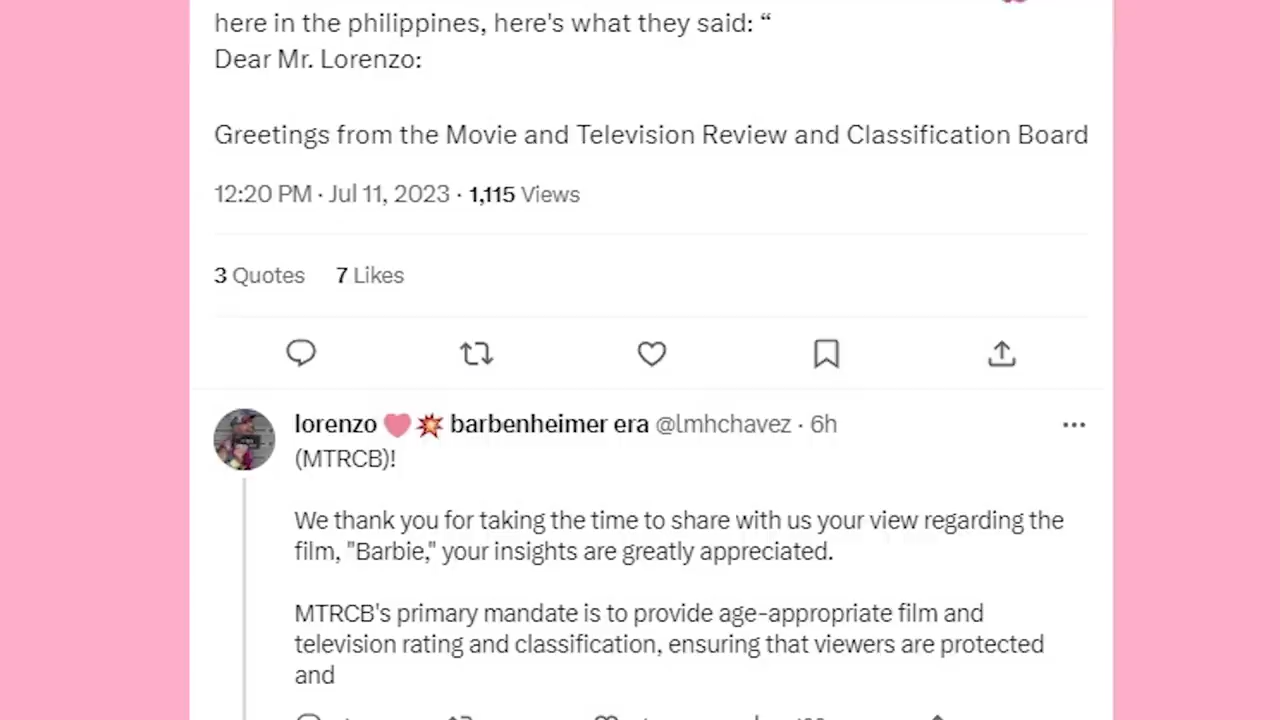 here in the philippines, here's what they said: “
Dear Mr. Lorenzo:
Greetings from the Movie and Television Review and Classification Board
12:20 PM · Jul 11, 2023 · 1,115 Views
3 Quotes 7 Likes
lorenzo 🩷💥 barbenheimer era @lmhchavez · 6h
(MTRCB)!
We thank you for taking the time to share with us your view regarding the
film, "Barbie," your insights are greatly appreciated.
MTRCB's primary mandate is to provide age-appropriate film and
television rating and classification, ensuring that viewers are protected
and